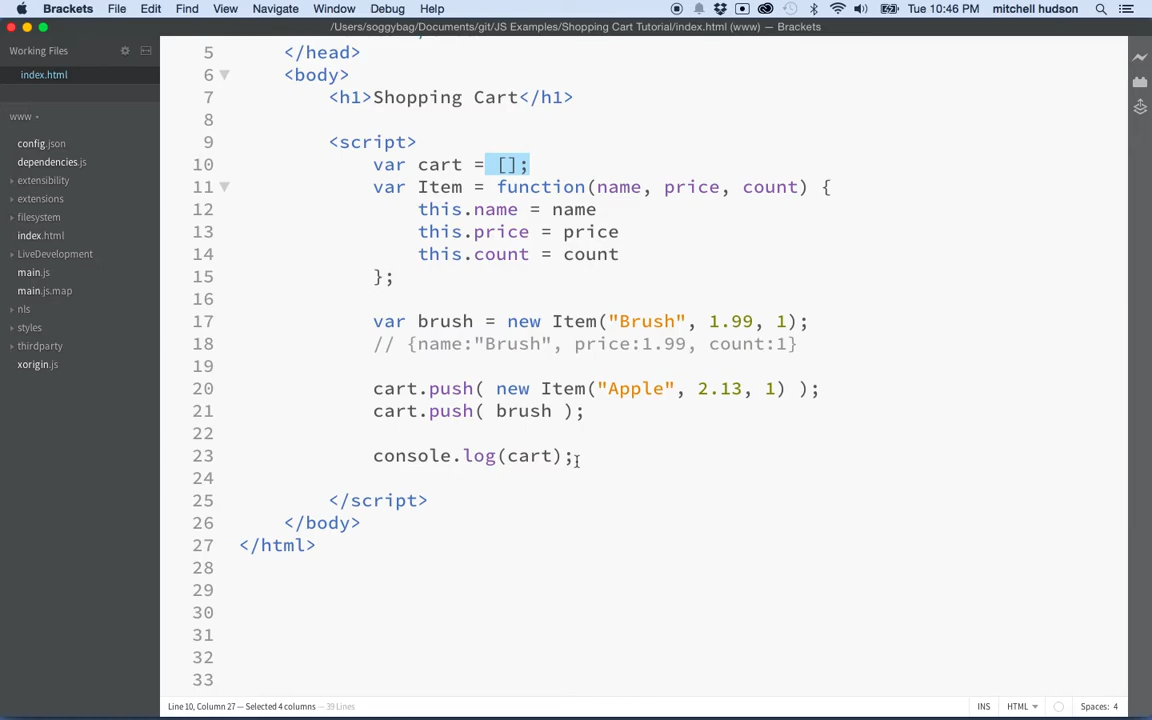 Brackets File Edit Find View Navigate Window Debug Help Tue 10:46 PM mitchell hudson
/Users/soggybag/Documents/git/JS Examples/Shopping Cart Tutorial/index.html (www) — Brackets
Working Files
index.html
www
config.json
dependencies.js
extensibility
extensions
filesystem
index.html
LiveDevelopment
main.js
main.js.map
nls
styles
thirdparty
xorigin.js
5 </head>
6 <body>
7 <h1>Shopping Cart</h1>
8
9 <script>
10 var cart = [];
11 var Item = function(name, price, count) {
12 this.name = name
13 this.price = price
14 this.count = count
15 };
16
17 var brush = new Item("Brush", 1.99, 1);
18 // {name:"Brush", price:1.99, count:1}
19
20 cart.push( new Item("Apple", 2.13, 1) );
21 cart.push( brush );
22
23 console.log(cart);
24
25 </script>
26 </body>
27 </html>
28
29
30
31
32
33
Line 10, Column 27 — Selected 4 columns — 39 Lines INS HTML Spaces: 4